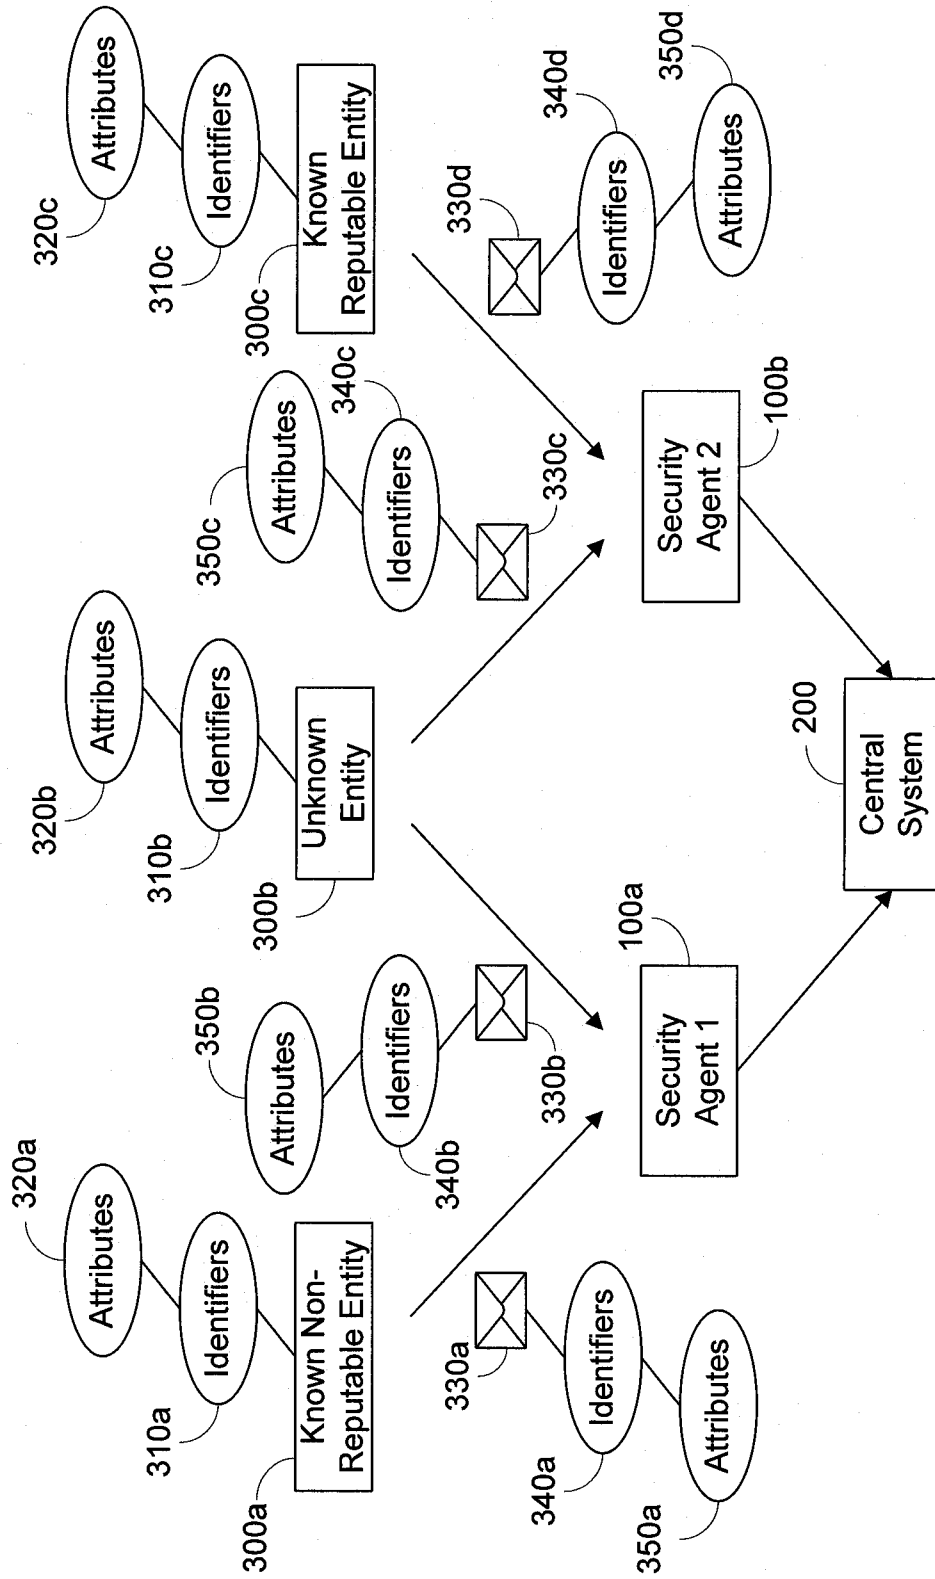 320a
Attributes
310a
Identifiers
300a
Known Non-
Reputable Entity
350b
Attributes
340b
Identifiers
330b
330a
340a
Identifiers
350a
Attributes
320b
Attributes
310b
Identifiers
300b
Unknown
Entity
350c
Attributes
340c
Identifiers
330c
320c
Attributes
310c
Identifiers
300c
Known
Reputable Entity
330d
340d
Identifiers
350d
Attributes
100a
Security
Agent 1
100b
Security
Agent 2
200
Central
System